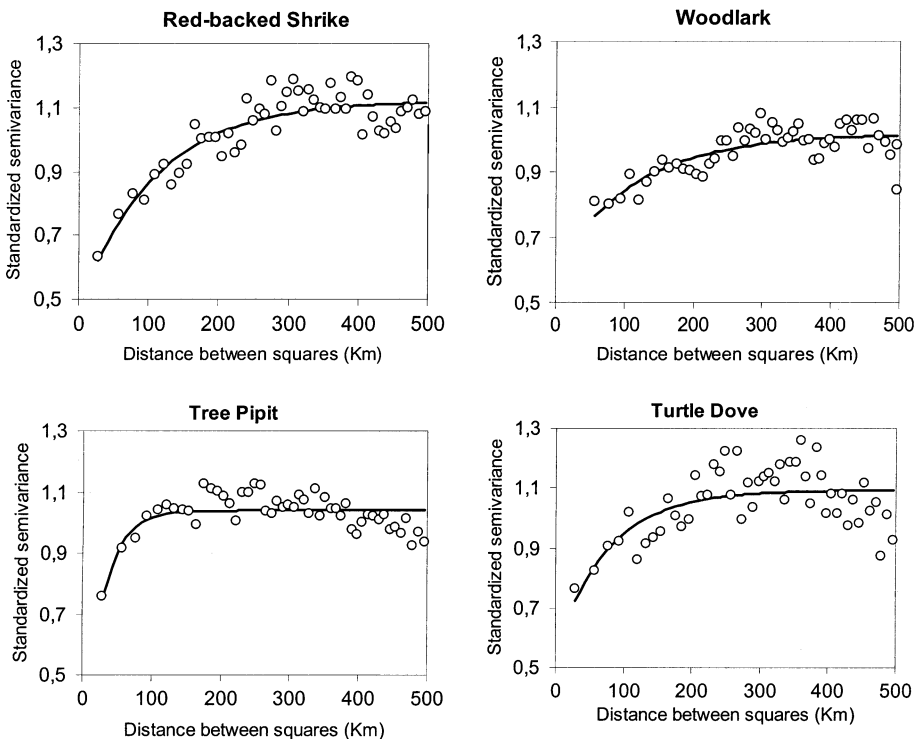 Red-backed Shrike
Standardized semivariance
1,3
1,1
0,9
0,7
0,5
0 100 200 300 400 500
Distance between squares (Km)
Woodlark
Standardized semivariance
1,3
1,1
0,9
0,7
0,5
0 100 200 300 400 500
Distance between squares (Km)
Tree Pipit
Standardized semivariance
1,3
1,1
0,9
0,7
0,5
0 100 200 300 400 500
Distance between squares (Km)
Turtle Dove
Standardized semivariance
1,3
1,1
0,9
0,7
0,5
0 100 200 300 400 500
Distance between squares (Km)